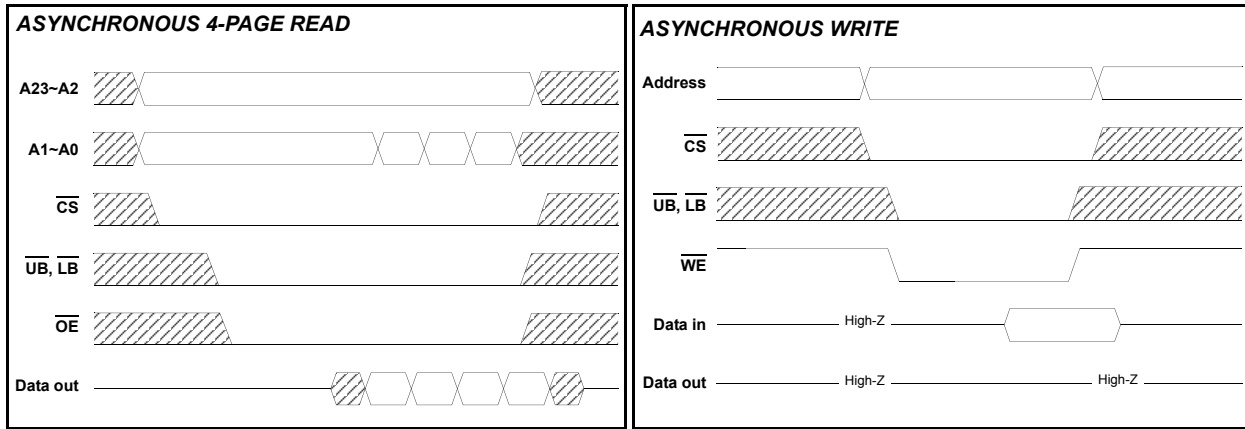 ASYNCHRONOUS 4-PAGE READ
A23~A2
A1~A0
CS
UB, LB
OE
Data out
ASYNCHRONOUS WRITE
Address
CS
UB, LB
WE
Data in High-Z
Data out High-Z High-Z